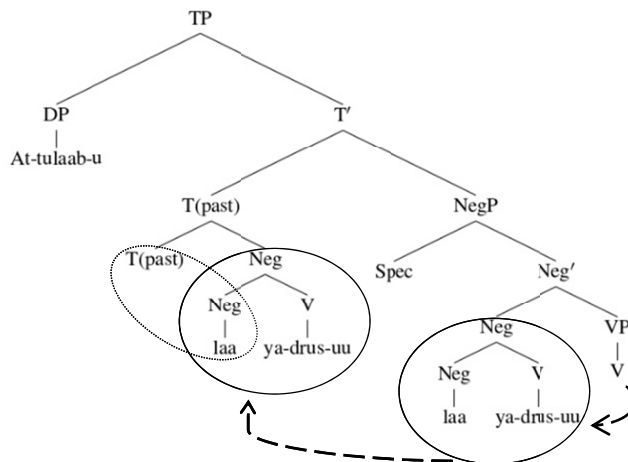 TP
DP T′
At-tulaab-u
T(past) NegP
T(past) Neg Spec Neg′
Neg V Neg VP
laa ya-drus-uu Neg V V
laa ya-drus-uu